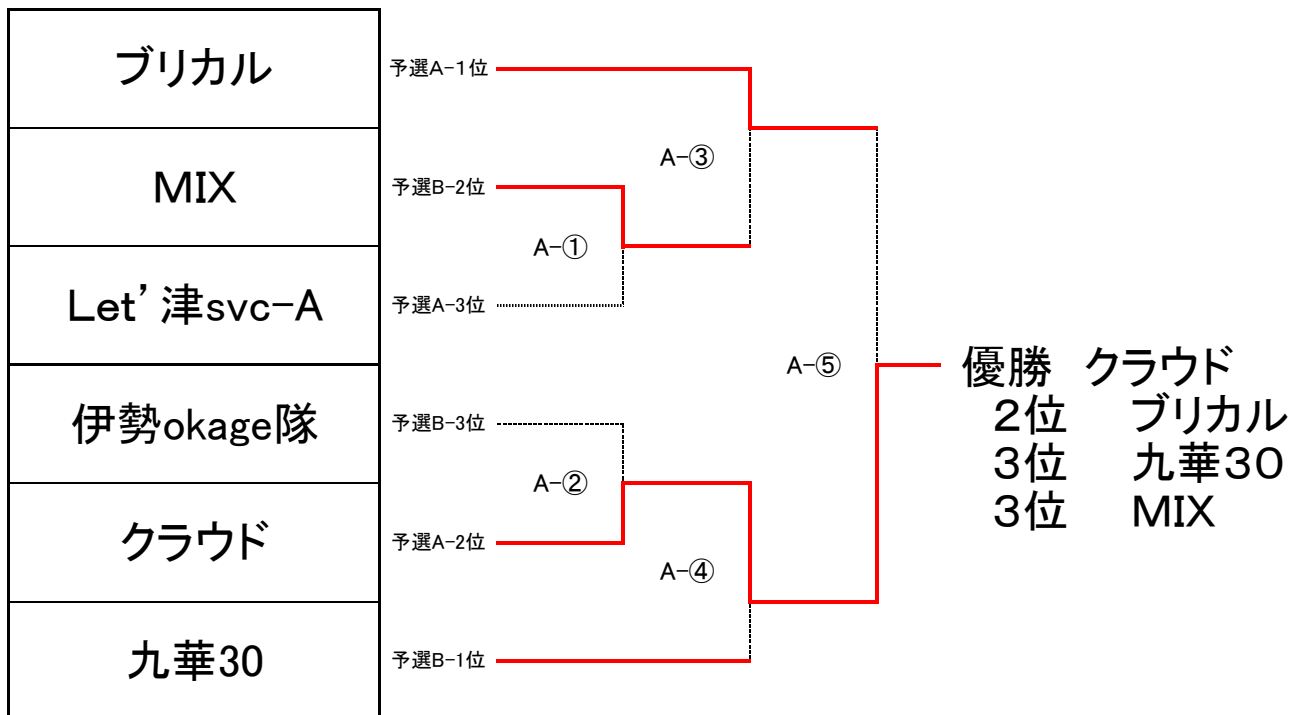 ブリカル
予選A-1位
A-③
MIX
予選B-2位
A-①
Let’津svc-A
予選A-3位
A-⑤
優勝 クラウド
2位 ブリカル
3位 九華30
3位 MIX
伊勢okage隊
予選B-3位
A-②
クラウド
予選A-2位
A-④
九華30
予選B-1位